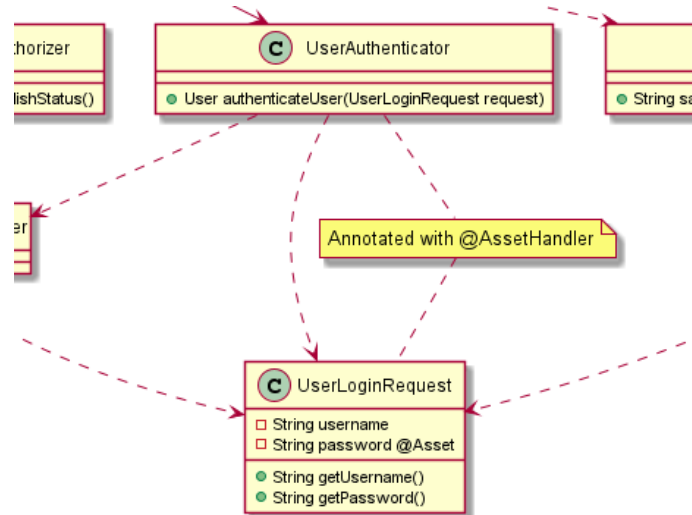 thorizer
C UserAuthenticator
lishStatus()
User authenticateUser(UserLoginRequest request)
String sa
er
Annotated with @AssetHandler
C UserLoginRequest
String username
String password @Asset
String getUsername()
String getPassword()